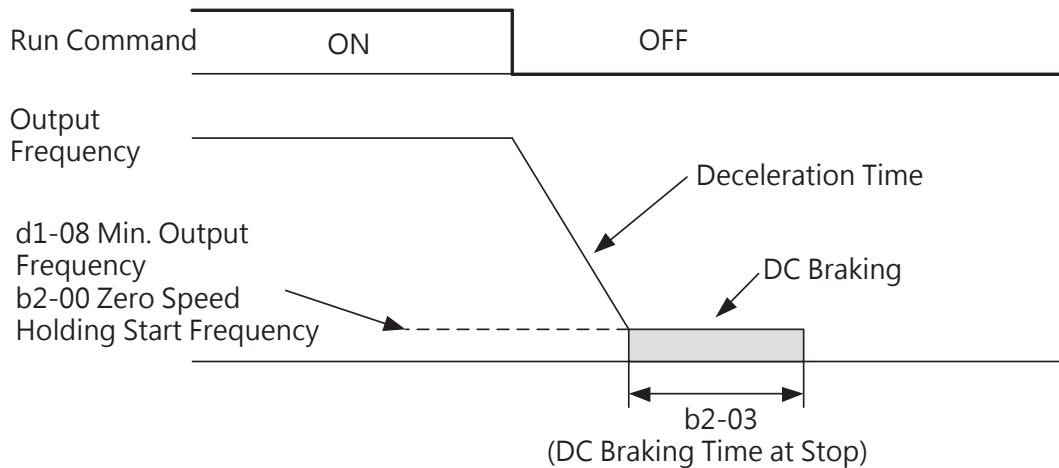 Run Command
ON
OFF
Output
Frequency
Deceleration Time
d1-08 Min. Output
Frequency
b2-00 Zero Speed
Holding Start Frequency
DC Braking
b2-03
(DC Braking Time at Stop)